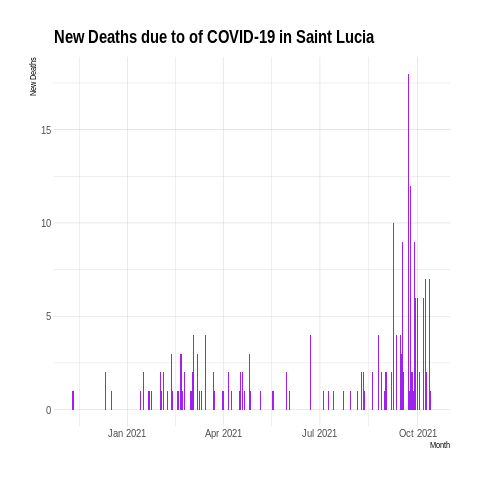 New Deaths due to of COVID-19 in Saint Lucia
New Deaths
15
10
5
0
Jan 2021 Apr 2021 Jul 2021 Oct 2021
Month